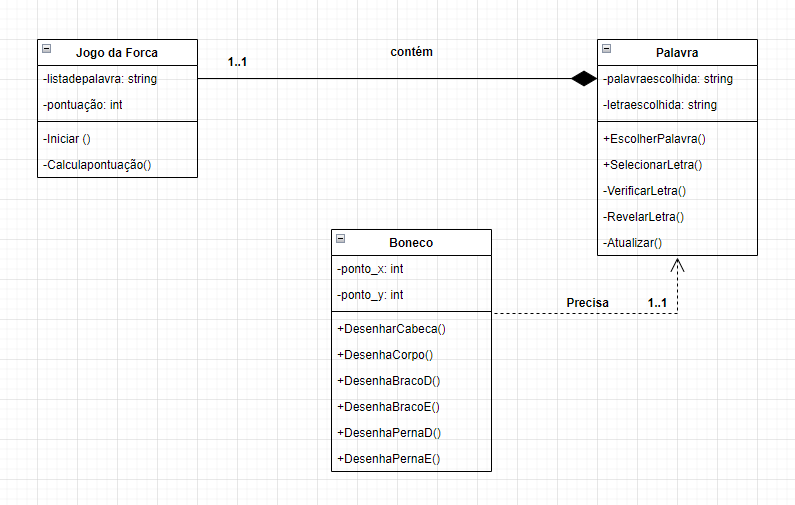 Jogo da Forca
-listadepalavra: string
-pontuação: int
-Iniciar ()
-Calculapontuação()
1..1
contém
Palavra
-palavraescolhida: string
-letraescolhida: string
+EscolherPalavra()
+SelecionarLetra()
-VerificarLetra()
-RevelarLetra()
-Atualizar()
Boneco
-ponto_x: int
-ponto_y: int
+DesenharCabeca()
+DesenhaCorpo()
+DesenhaBracoD()
+DesenhaBracoE()
+DesenhaPernaD()
+DesenhaPernaE()
Precisa
1..1